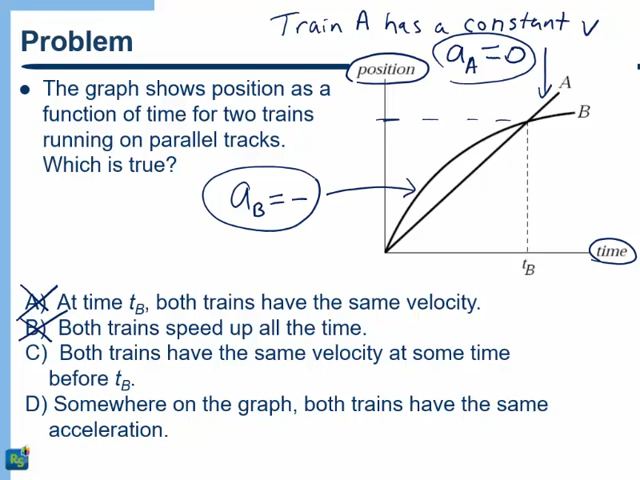 Train A has a constant v
Problem
a_A = 0
position
A
B
● The graph shows position as a
function of time for two trains
running on parallel tracks.
Which is true?
a_B = -
time
t_B
A) At time t_B, both trains have the same velocity.
B) Both trains speed up all the time.
C) Both trains have the same velocity at some time
before t_B.
D) Somewhere on the graph, both trains have the same
acceleration.